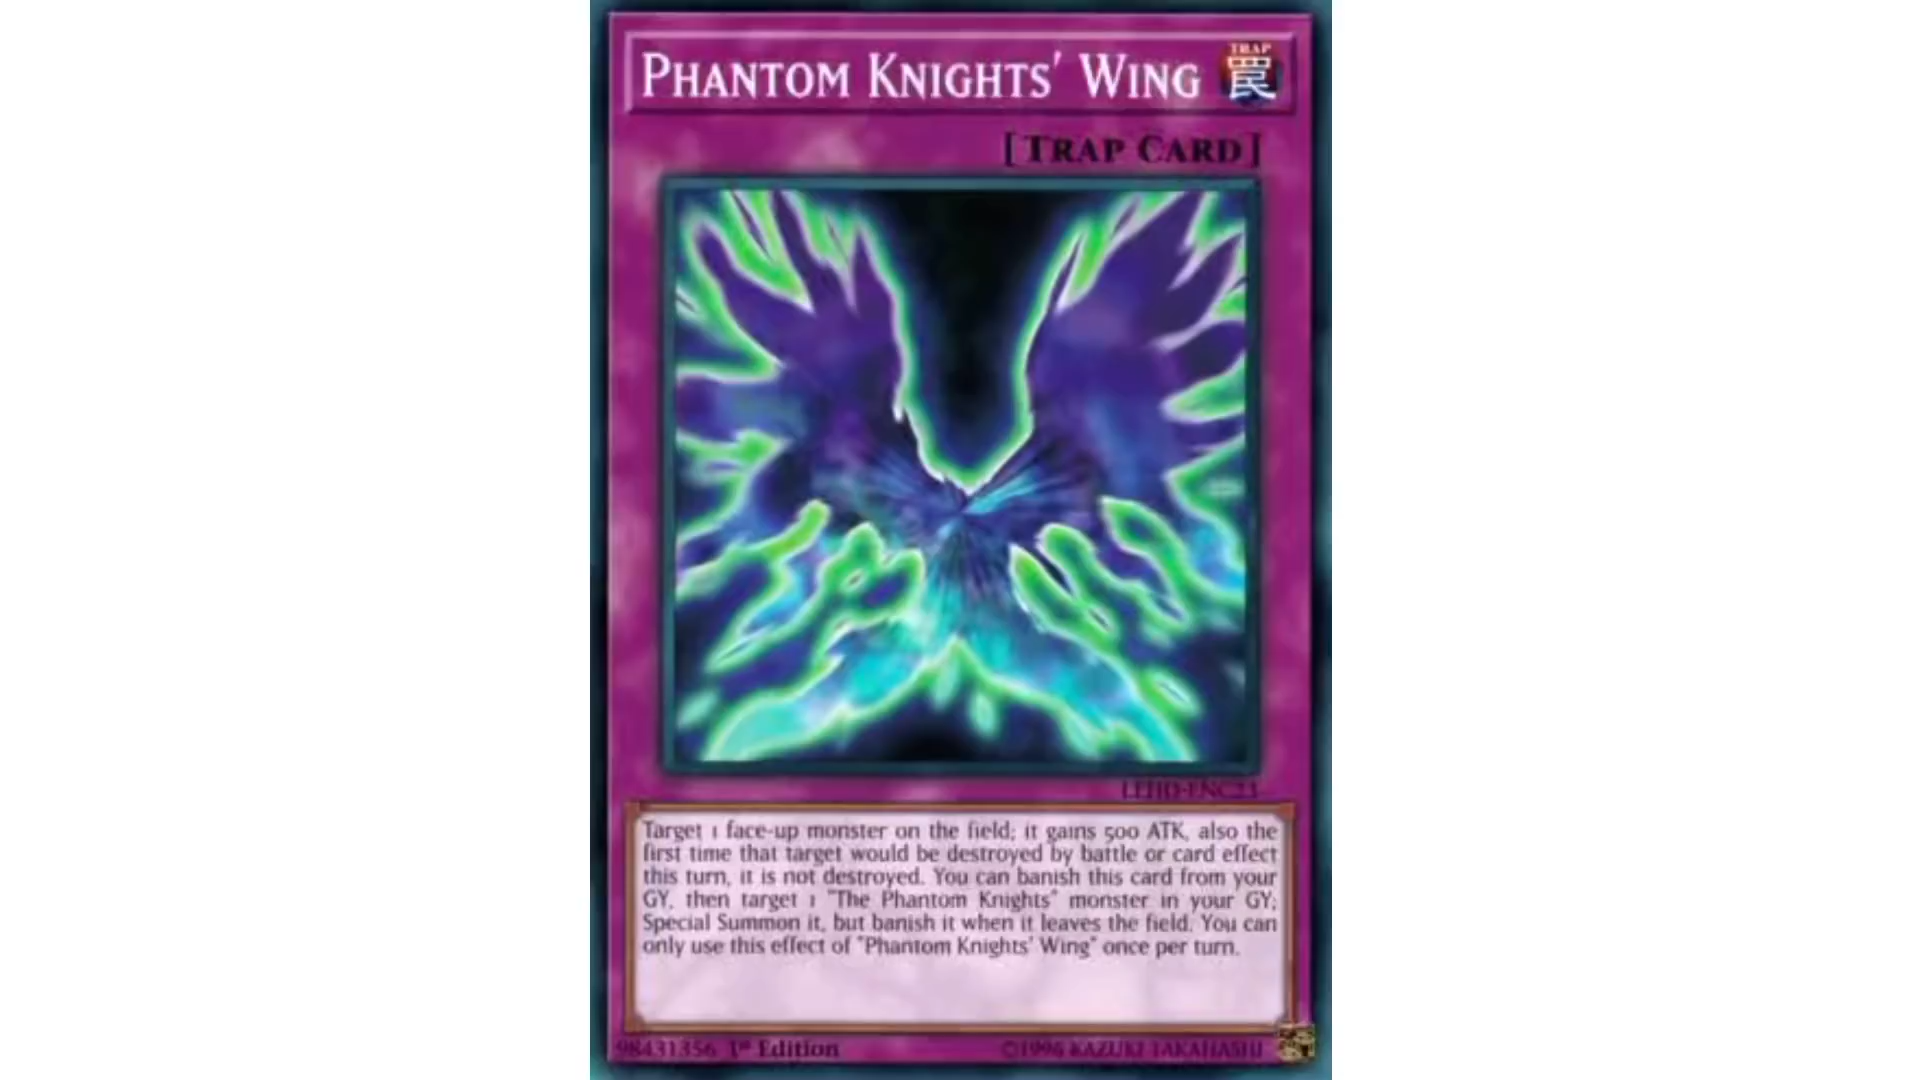 PHANTOM KNIGHTS' WING
TRAP
罠
[TRAP CARD]
LEHD-ENC23
Target 1 face-up monster on the field; it gains 500 ATK, also the
first time that target would be destroyed by battle or card effect
this turn, it is not destroyed. You can banish this card from your
GY, then target 1 "The Phantom Knights" monster in your GY;
Special Summon it, but banish it when it leaves the field. You can
only use this effect of "Phantom Knights' Wing" once per turn.
98431356 1st Edition
©1996 KAZUKI TAKAHASHI